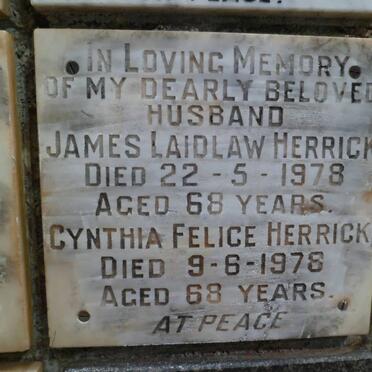 IN LOVING MEMORY
OF MY DEARLY BELOVED
HUSBAND
JAMES LAIDLAW HERRICK
DIED 22-5-1978
AGED 68 YEARS.
CYNTHIA FELICE HERRICK
DIED 9-6-1978
AGED 68 YEARS.
AT PEACE